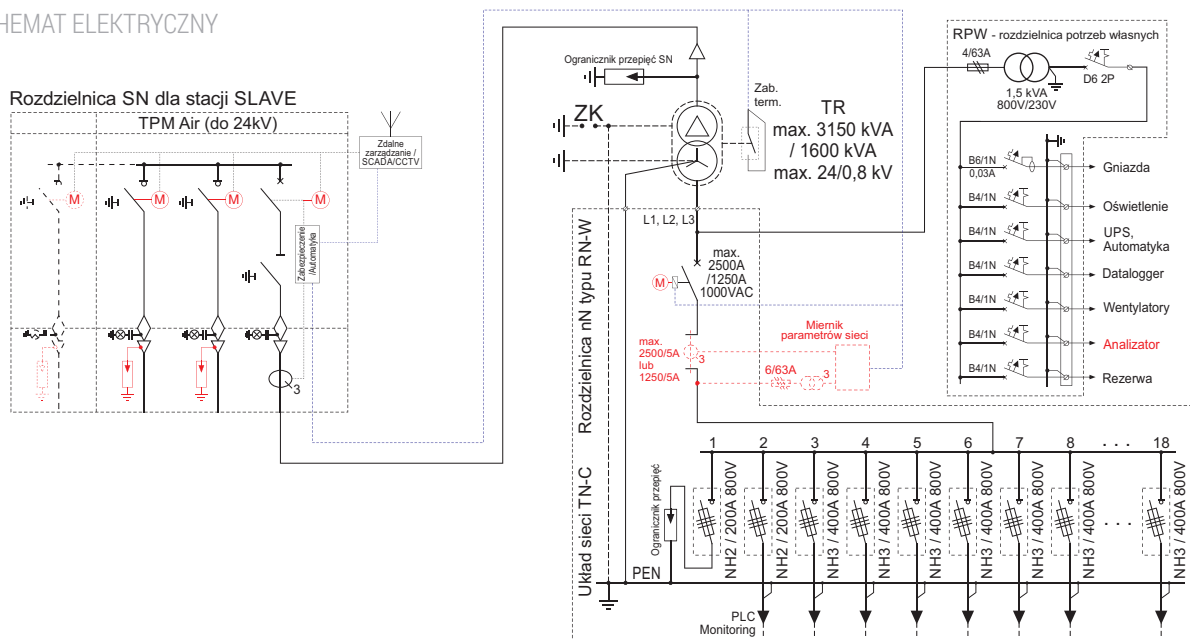 HEMAT ELEKTRYCZNY
Rozdzielnica SN dla stacji SLAVE
TPM Air (do 24kV)
Zdalne
zarządzanie /
SCADA/CCTV
M
M
M
M
Zabezpieczenie
/Automatyka
3
Ogranicznik przepięć SN
ZK
Zab.
term.
TR
max. 3150 kVA
/ 1600 kVA
max. 24/0,8 kV
L1, L2, L3
Rozdzielnica nN typu RN-W
max.
2500A
/1250A
1000VAC
M
max.
2500/5A
lub
1250/5A
3
Miernik
parametrów sieci
6/63A
3
RPW - rozdzielnica potrzeb własnych
4/63A
1,5 kVA
800V/230V
D6 2P
B6/1N
0,03A
Gniazda
B4/1N
Oświetlenie
B4/1N
UPS,
Automatyka
B4/1N
Datalogger
B4/1N
Wentylatory
B4/1N
Analizator
B4/1N
Rezerwa
Układ sieci TN-C
Ogranicznik przepięć
PEN
1 2 3 4 5 6 7 8 . . . 18
NH2 / 200A 800V
NH2 / 200A 800V
NH3 / 400A 800V
NH3 / 400A 800V
NH3 / 400A 800V
NH3 / 400A 800V
NH3 / 400A 800V
NH3 / 400A 800V
. . .
NH3 / 400A 800V
PLC
Monitoring